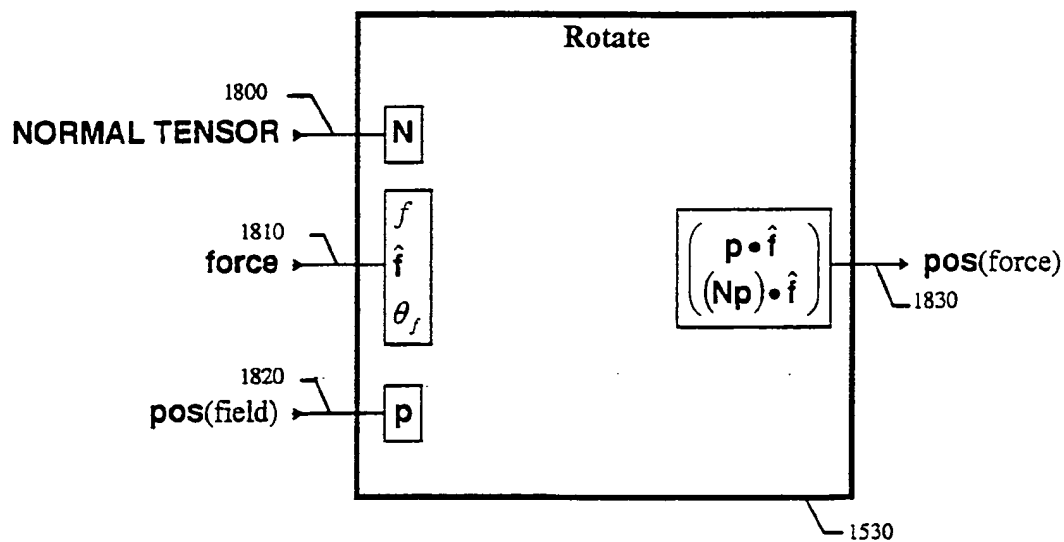 Rotate
1800
NORMAL TENSOR
N
1810
force
f
f̂
θ_f
1820
pos(field)
p
p • f̂
(Np) • f̂
pos(force)
1830
1530